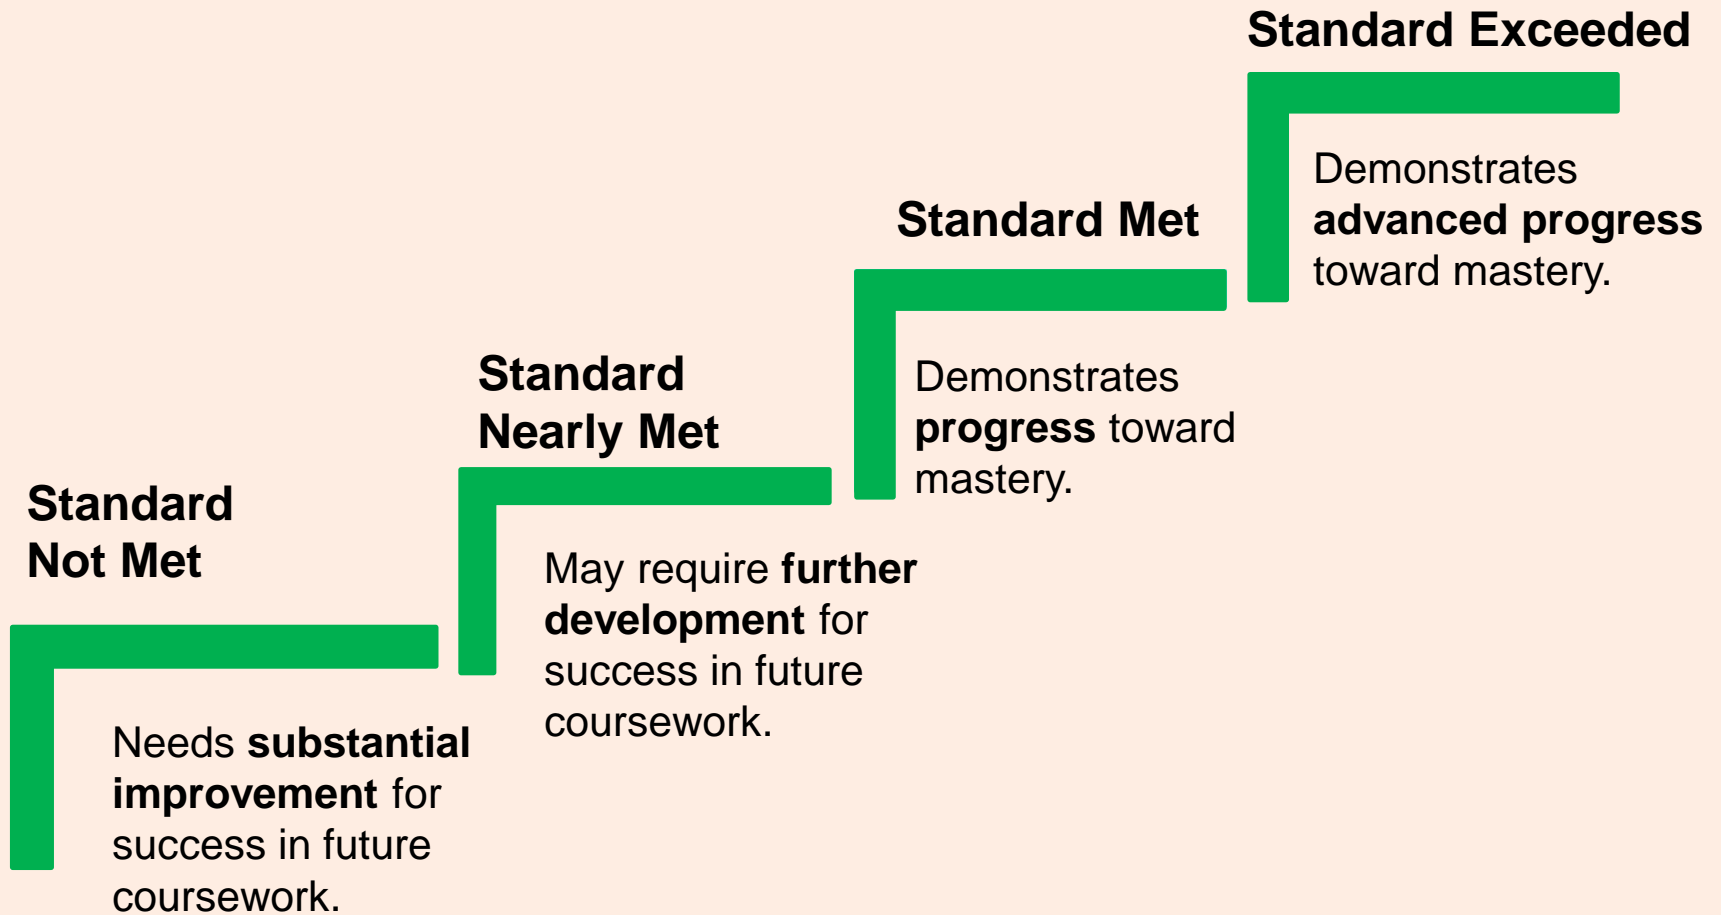 Standard Not Met
Needs substantial
improvement for
success in future
coursework.
Standard
Nearly Met
May require further
development for
success in future
coursework.
Standard Met
Demonstrates
progress toward
mastery.
Standard Exceeded
Demonstrates
advanced progress
toward mastery.